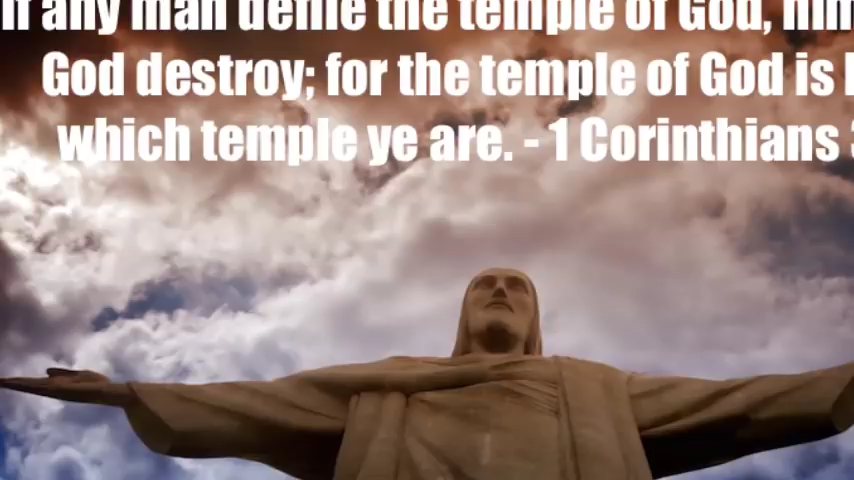 If any man defile the temple of God, him
God destroy; for the temple of God is
which temple ye are. - 1 Corinthians